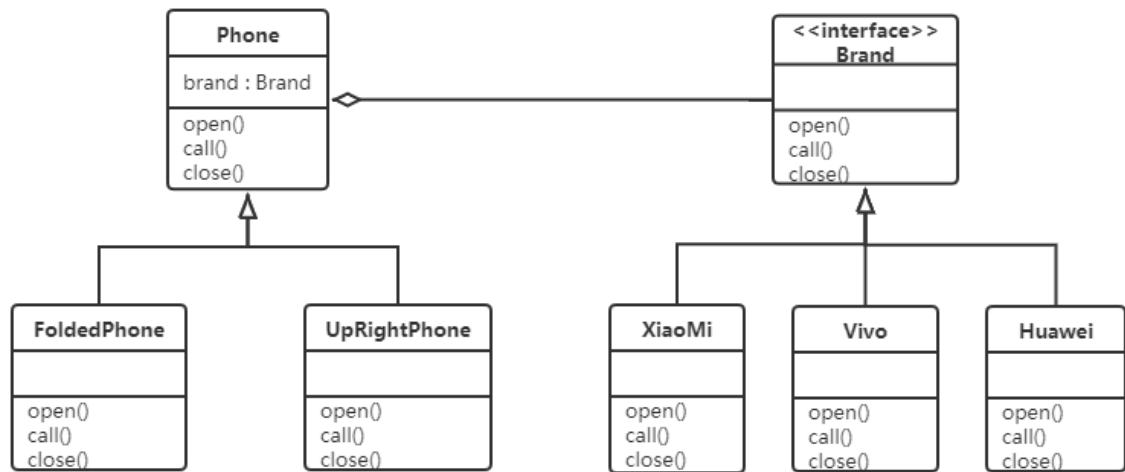 Phone
brand : Brand
open()
call()
close()
<<interface>>
Brand
open()
call()
close()
FoldedPhone
open()
call()
close()
UpRightPhone
open()
call()
close()
XiaoMi
open()
call()
close()
Vivo
open()
call()
close()
Huawei
open()
call()
close()